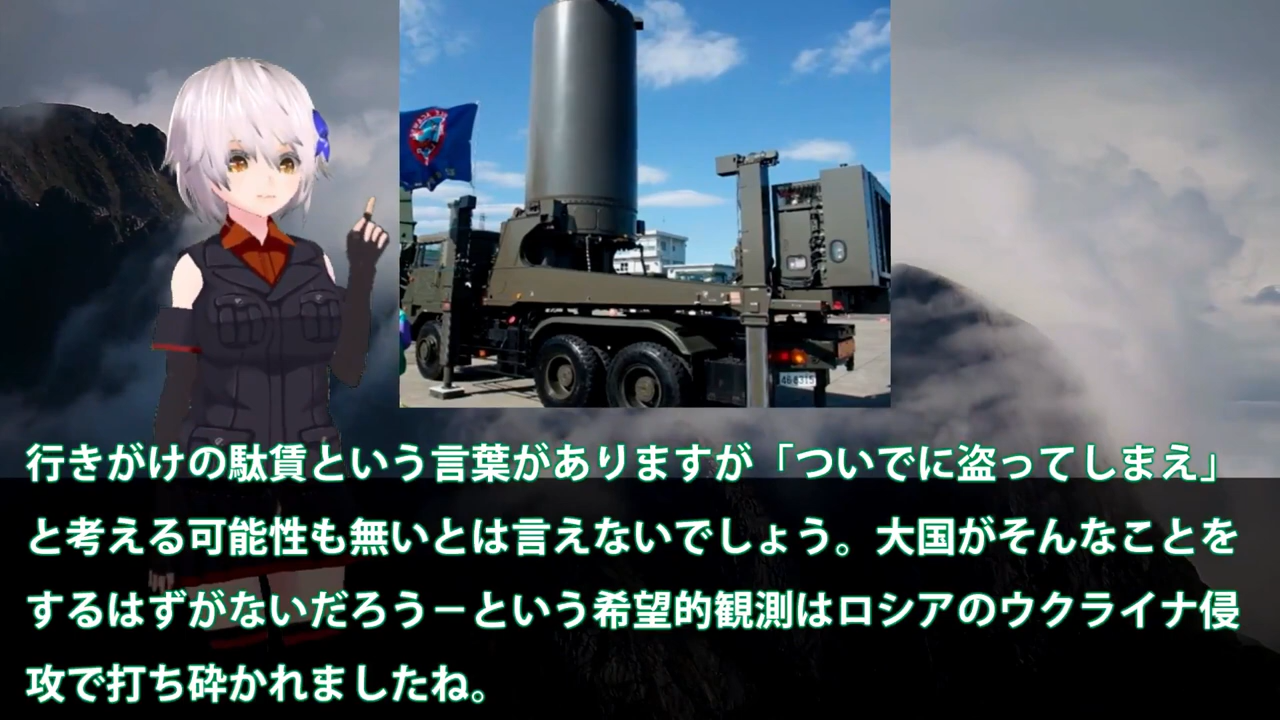 行きがけの駄賃という言葉がありますが「ついでに盗ってしまえ」
と考える可能性も無いとは言えないでしょう。大国がそんなことを
するはずがないだろう－という希望的観測はロシアのウクライナ侵
攻で打ち砕かれましたね。